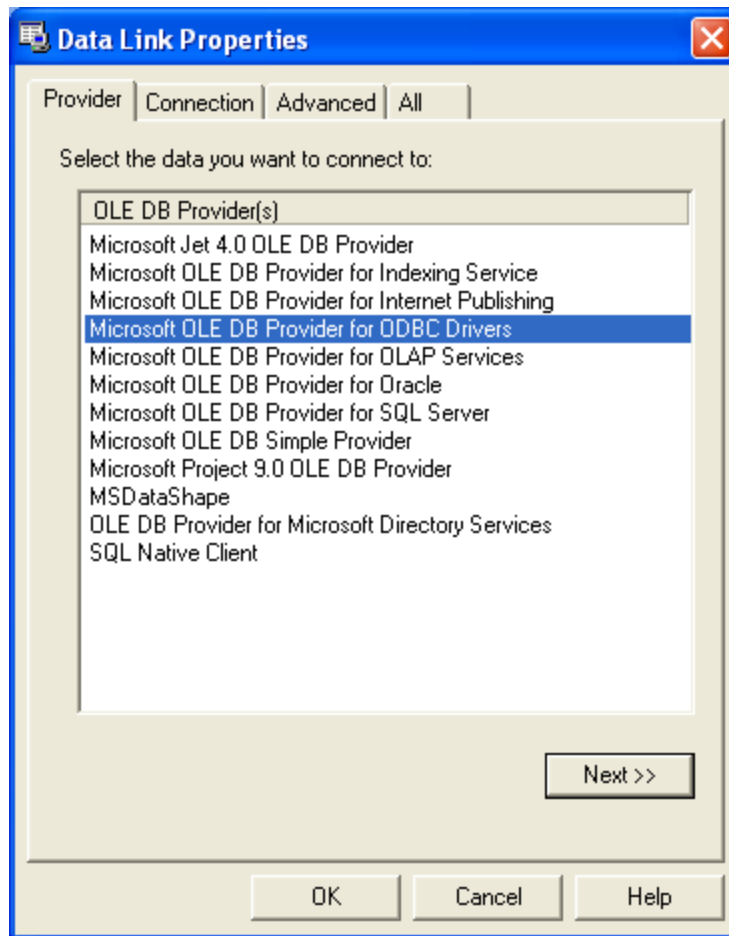 Data Link Properties
Provider Connection Advanced All
Select the data you want to connect to:
OLE DB Provider(s)
Microsoft Jet 4.0 OLE DB Provider
Microsoft OLE DB Provider for Indexing Service
Microsoft OLE DB Provider for Internet Publishing
Microsoft OLE DB Provider for ODBC Drivers
Microsoft OLE DB Provider for OLAP Services
Microsoft OLE DB Provider for Oracle
Microsoft OLE DB Provider for SQL Server
Microsoft OLE DB Simple Provider
Microsoft Project 9.0 OLE DB Provider
MSDataShape
OLE DB Provider for Microsoft Directory Services
SQL Native Client
Next >>
OK Cancel Help